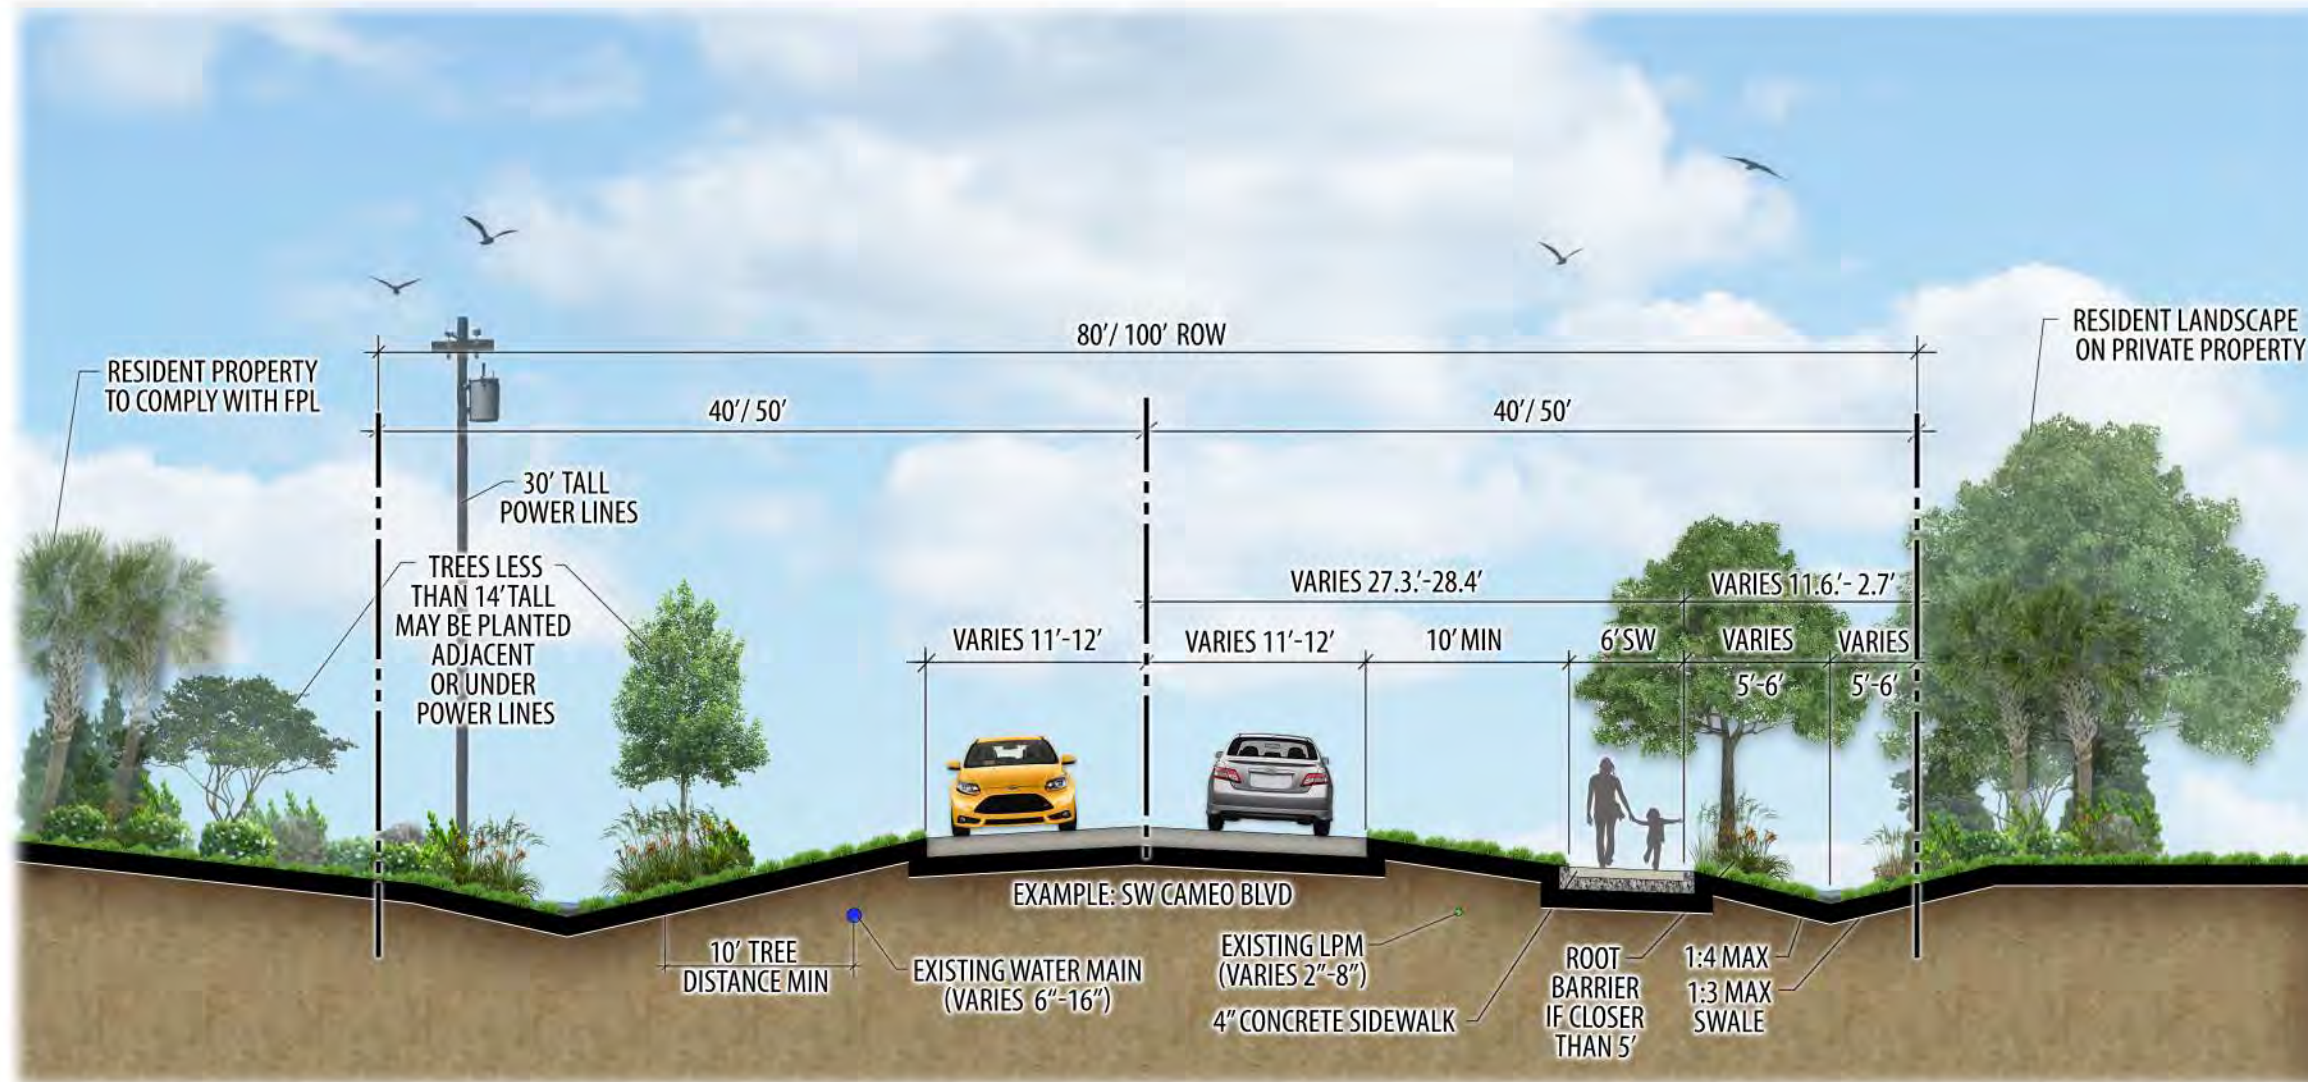 80'/ 100' ROW
RESIDENT LANDSCAPE
ON PRIVATE PROPERTY
RESIDENT PROPERTY
TO COMPLY WITH FPL
40'/ 50'
40'/ 50'
30' TALL
POWER LINES
TREES LESS
THAN 14' TALL
MAY BE PLANTED
ADJACENT
OR UNDER
POWER LINES
VARIES 27.3.'-28.4'
VARIES 11.6.'- 2.7'
VARIES 11'-12'
VARIES 11'-12'
10' MIN
6' SW
VARIES
5'-6'
VARIES
5'-6'
EXAMPLE: SW CAMEO BLVD
10' TREE
DISTANCE MIN
EXISTING WATER MAIN
(VARIES 6"-16")
EXISTING LPM
(VARIES 2"-8")
4" CONCRETE SIDEWALK
ROOT
BARRIER
IF CLOSER
THAN 5'
1:4 MAX
1:3 MAX
SWALE